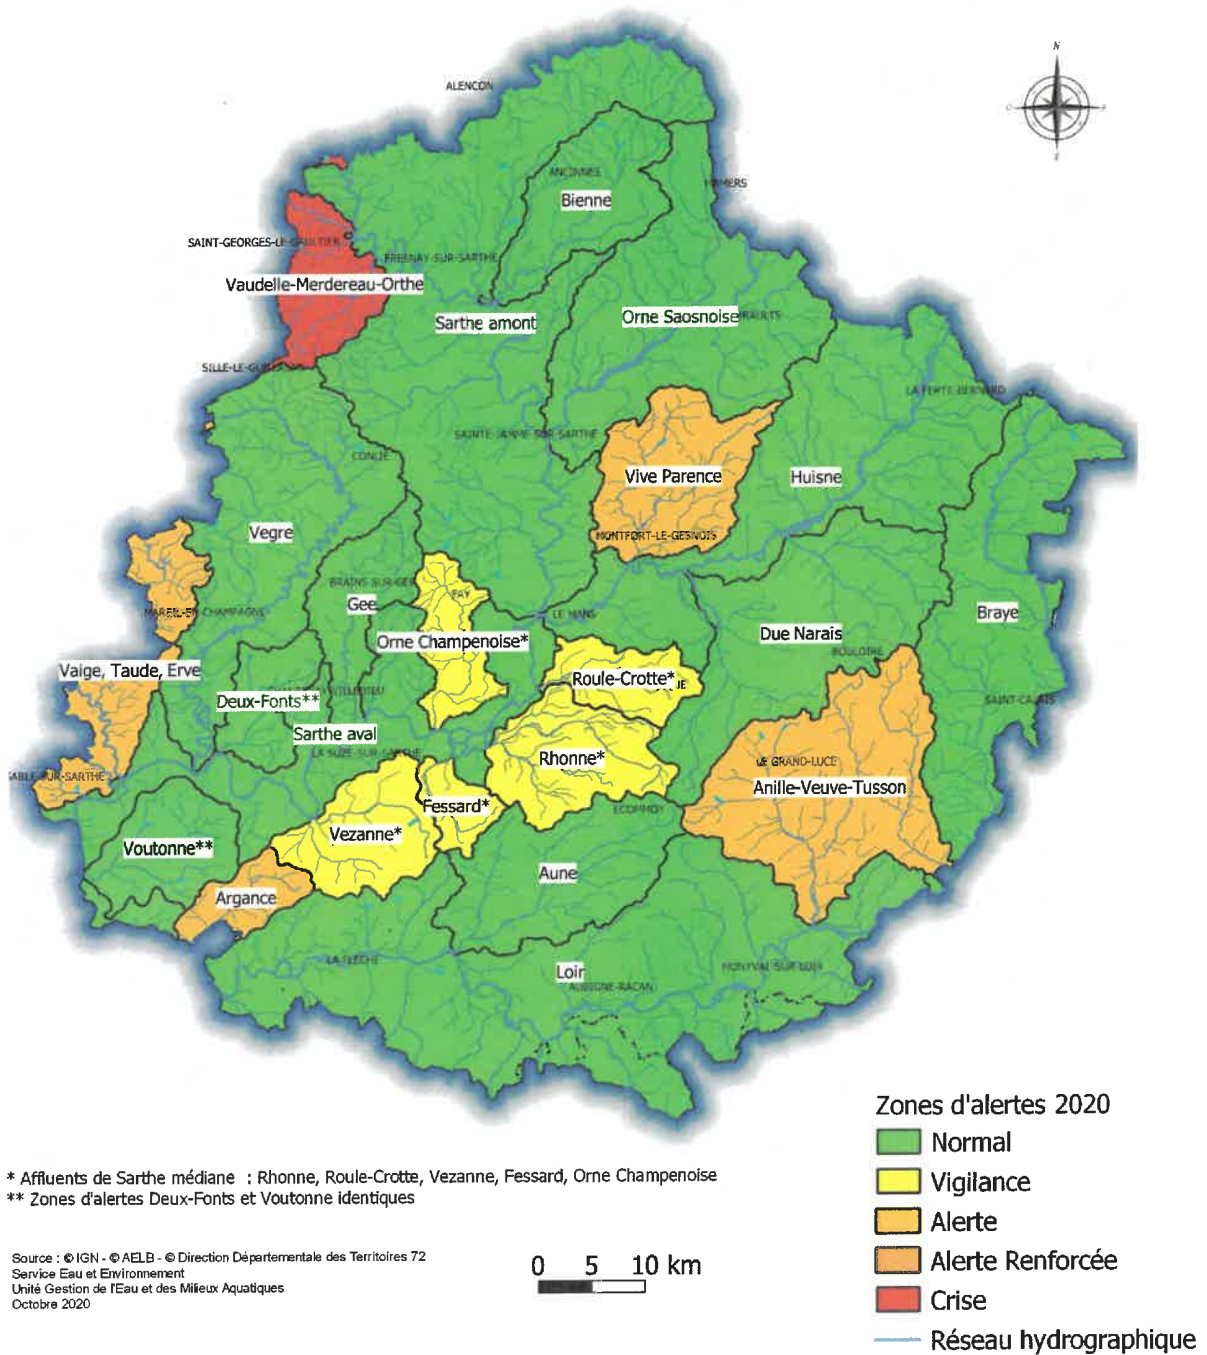 N
ALENCON
ANCINNES
Bienne
MAMERS
SAINT-GEORGES-LE-GAULTIER
FRESNAY-SUR-SARTHE
Vaudelle-Merdereau-Orthe
Sarthe amont
Orne Saosnoise
SILLE-LE-GUILLAUME
LA FERTE-BERNARD
SAINTE-JAMME-SUR-SARTHE
CONLIE
Vive Parence
Huisne
Vegre
MONTFORT-LE-GESNOIS
BRAINS-SUR-GEE
FAY
Gee
MAREIL-EN-CHAMPAGNE
LE MANS
Braye
Orne Champenoise*
Due Narais
BOULOIRE
Vaige, Taude, Erve
Roule-Crotte*
Deux-Fonts**
SAINT-CALAIS
Sarthe aval
LA SUZE-SUR-SARTHE
Rhonne*
LE GRAND-LUCE
SABLE-SUR-SARTHE
Anille-Veuve-Tusson
Fessard*
ECOMMOY
Vezanne*
Voutonne**
Aune
Argance
LA FLECHE
Loir
MONTVAL-SUR-LOIR
AUBIGNE-RACAN
Zones d'alertes 2020
Normal
Vigilance
Alerte
Alerte Renforcée
Crise
Réseau hydrographique
* Affluents de Sarthe médiane : Rhonne, Roule-Crotte, Vezanne, Fessard, Orne Champenoise
** Zones d'alertes Deux-Fonts et Voutonne identiques
Source : © IGN - © AELB - © Direction Départementale des Territoires 72
Service Eau et Environnement
Unité Gestion de l'Eau et des Milieux Aquatiques
Octobre 2020
0 5 10 km